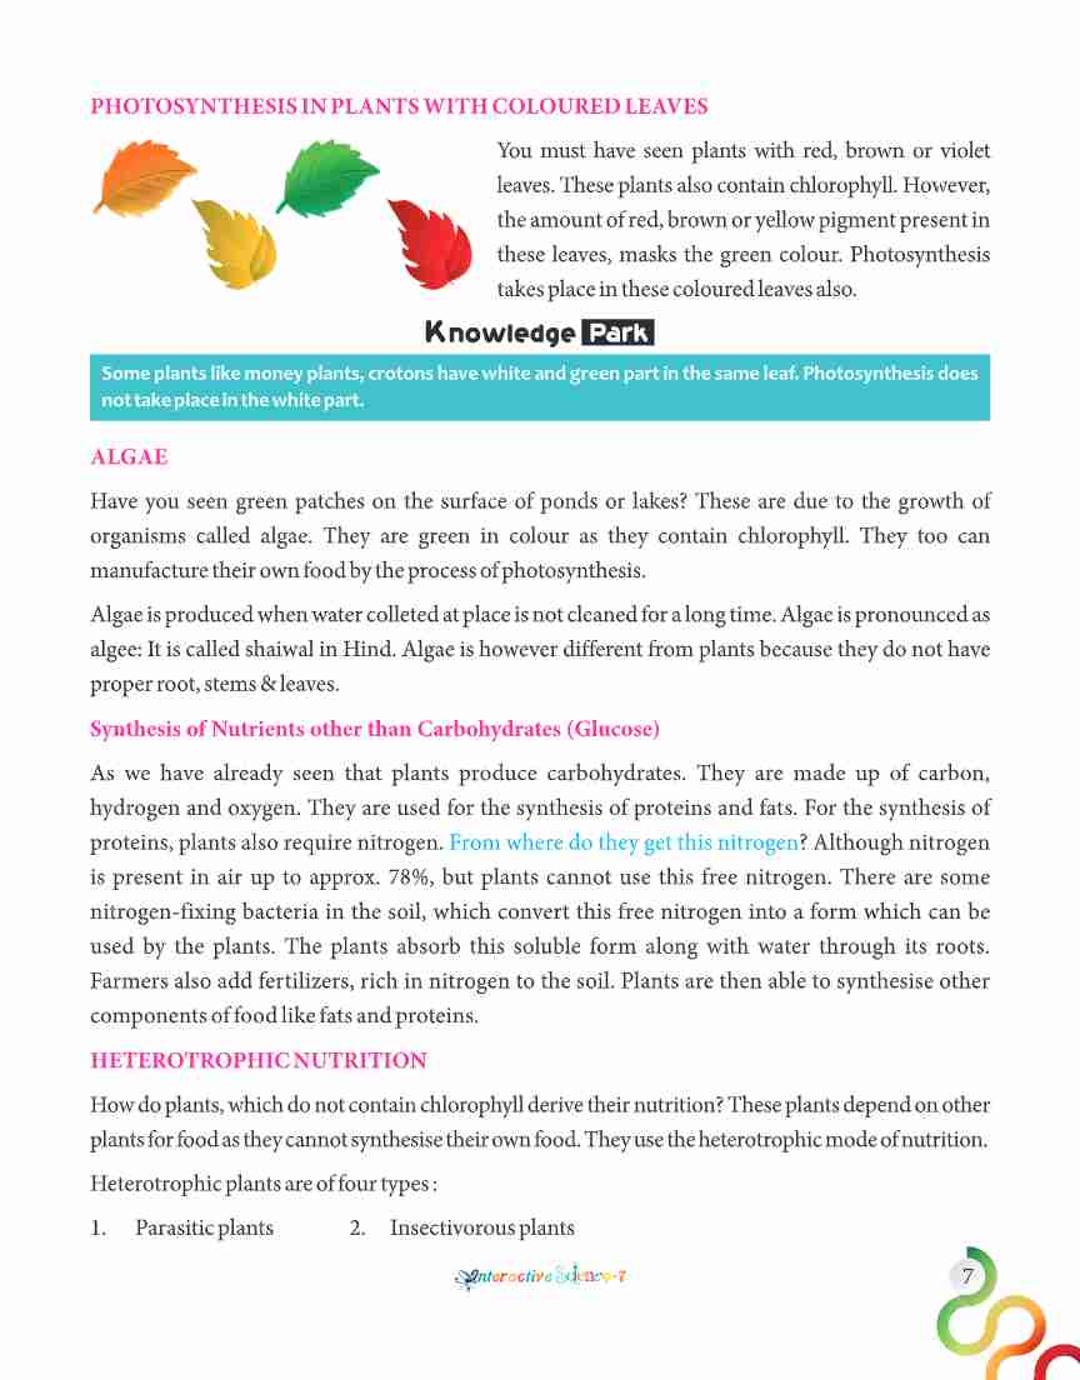 PHOTOSYNTHESIS IN PLANTS WITH COLOURED LEAVES
You must have seen plants with red, brown or violet
leaves. These plants also contain chlorophyll. However,
the amount of red, brown or yellow pigment present in
these leaves, masks the green colour. Photosynthesis
takes place in these coloured leaves also.
Knowledge Park
Some plants like money plants, crotons have white and green part in the same leaf. Photosynthesis does
not take place in the white part.
ALGAE
Have you seen green patches on the surface of ponds or lakes? These are due to the growth of
organisms called algae. They are green in colour as they contain chlorophyll. They too can
manufacture their own food by the process of photosynthesis.
Algae is produced when water colleted at place is not cleaned for a long time. Algae is pronounced as
algee: It is called shaiwal in Hind. Algae is however different from plants because they do not have
proper root, stems & leaves.
Synthesis of Nutrients other than Carbohydrates (Glucose)
As we have already seen that plants produce carbohydrates. They are made up of carbon,
hydrogen and oxygen. They are used for the synthesis of proteins and fats. For the synthesis of
proteins, plants also require nitrogen. From where do they get this nitrogen? Although nitrogen
is present in air up to approx. 78%, but plants cannot use this free nitrogen. There are some
nitrogen-fixing bacteria in the soil, which convert this free nitrogen into a form which can be
used by the plants. The plants absorb this soluble form along with water through its roots.
Farmers also add fertilizers, rich in nitrogen to the soil. Plants are then able to synthesise other
components of food like fats and proteins.
HETEROTROPHIC NUTRITION
How do plants, which do not contain chlorophyll derive their nutrition? These plants depend on other
plants for food as they cannot synthesise their own food. They use the heterotrophic mode of nutrition.
Heterotrophic plants are of four types :
1. Parasitic plants 2. Insectivorous plants
Interactive Science-7
7